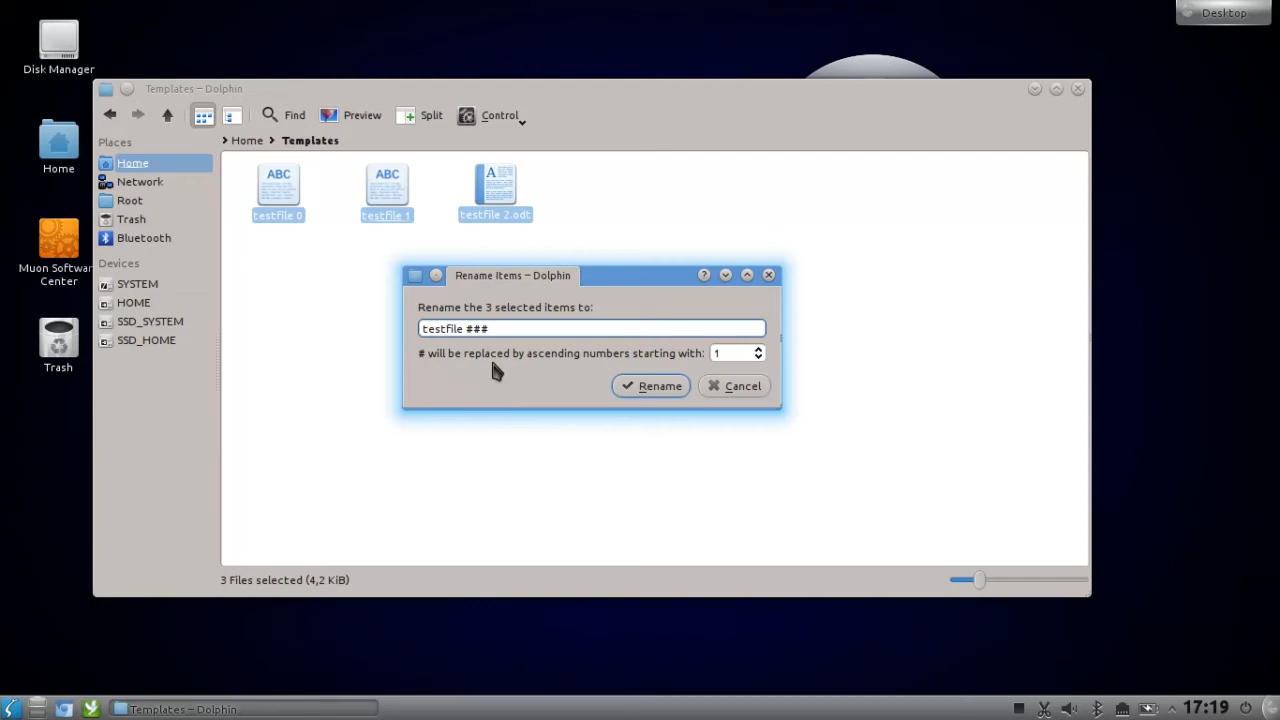 Desktop
Disk Manager
Home
Muon Softwar
Center
Trash
Templates – Dolphin
Find
Preview
Split
Control
Home
Templates
Places
Home
Network
Root
Trash
Bluetooth
Devices
SYSTEM
HOME
SSD_SYSTEM
SSD_HOME
ABC
testfile 0
ABC
testfile 1
A
testfile 2.odt
Rename Items – Dolphin
?
Rename the 3 selected items to:
testfile ###
# will be replaced by ascending numbers starting with: 1
Rename
Cancel
3 Files selected (4,2 KiB)
Templates – Dolphin
17:19